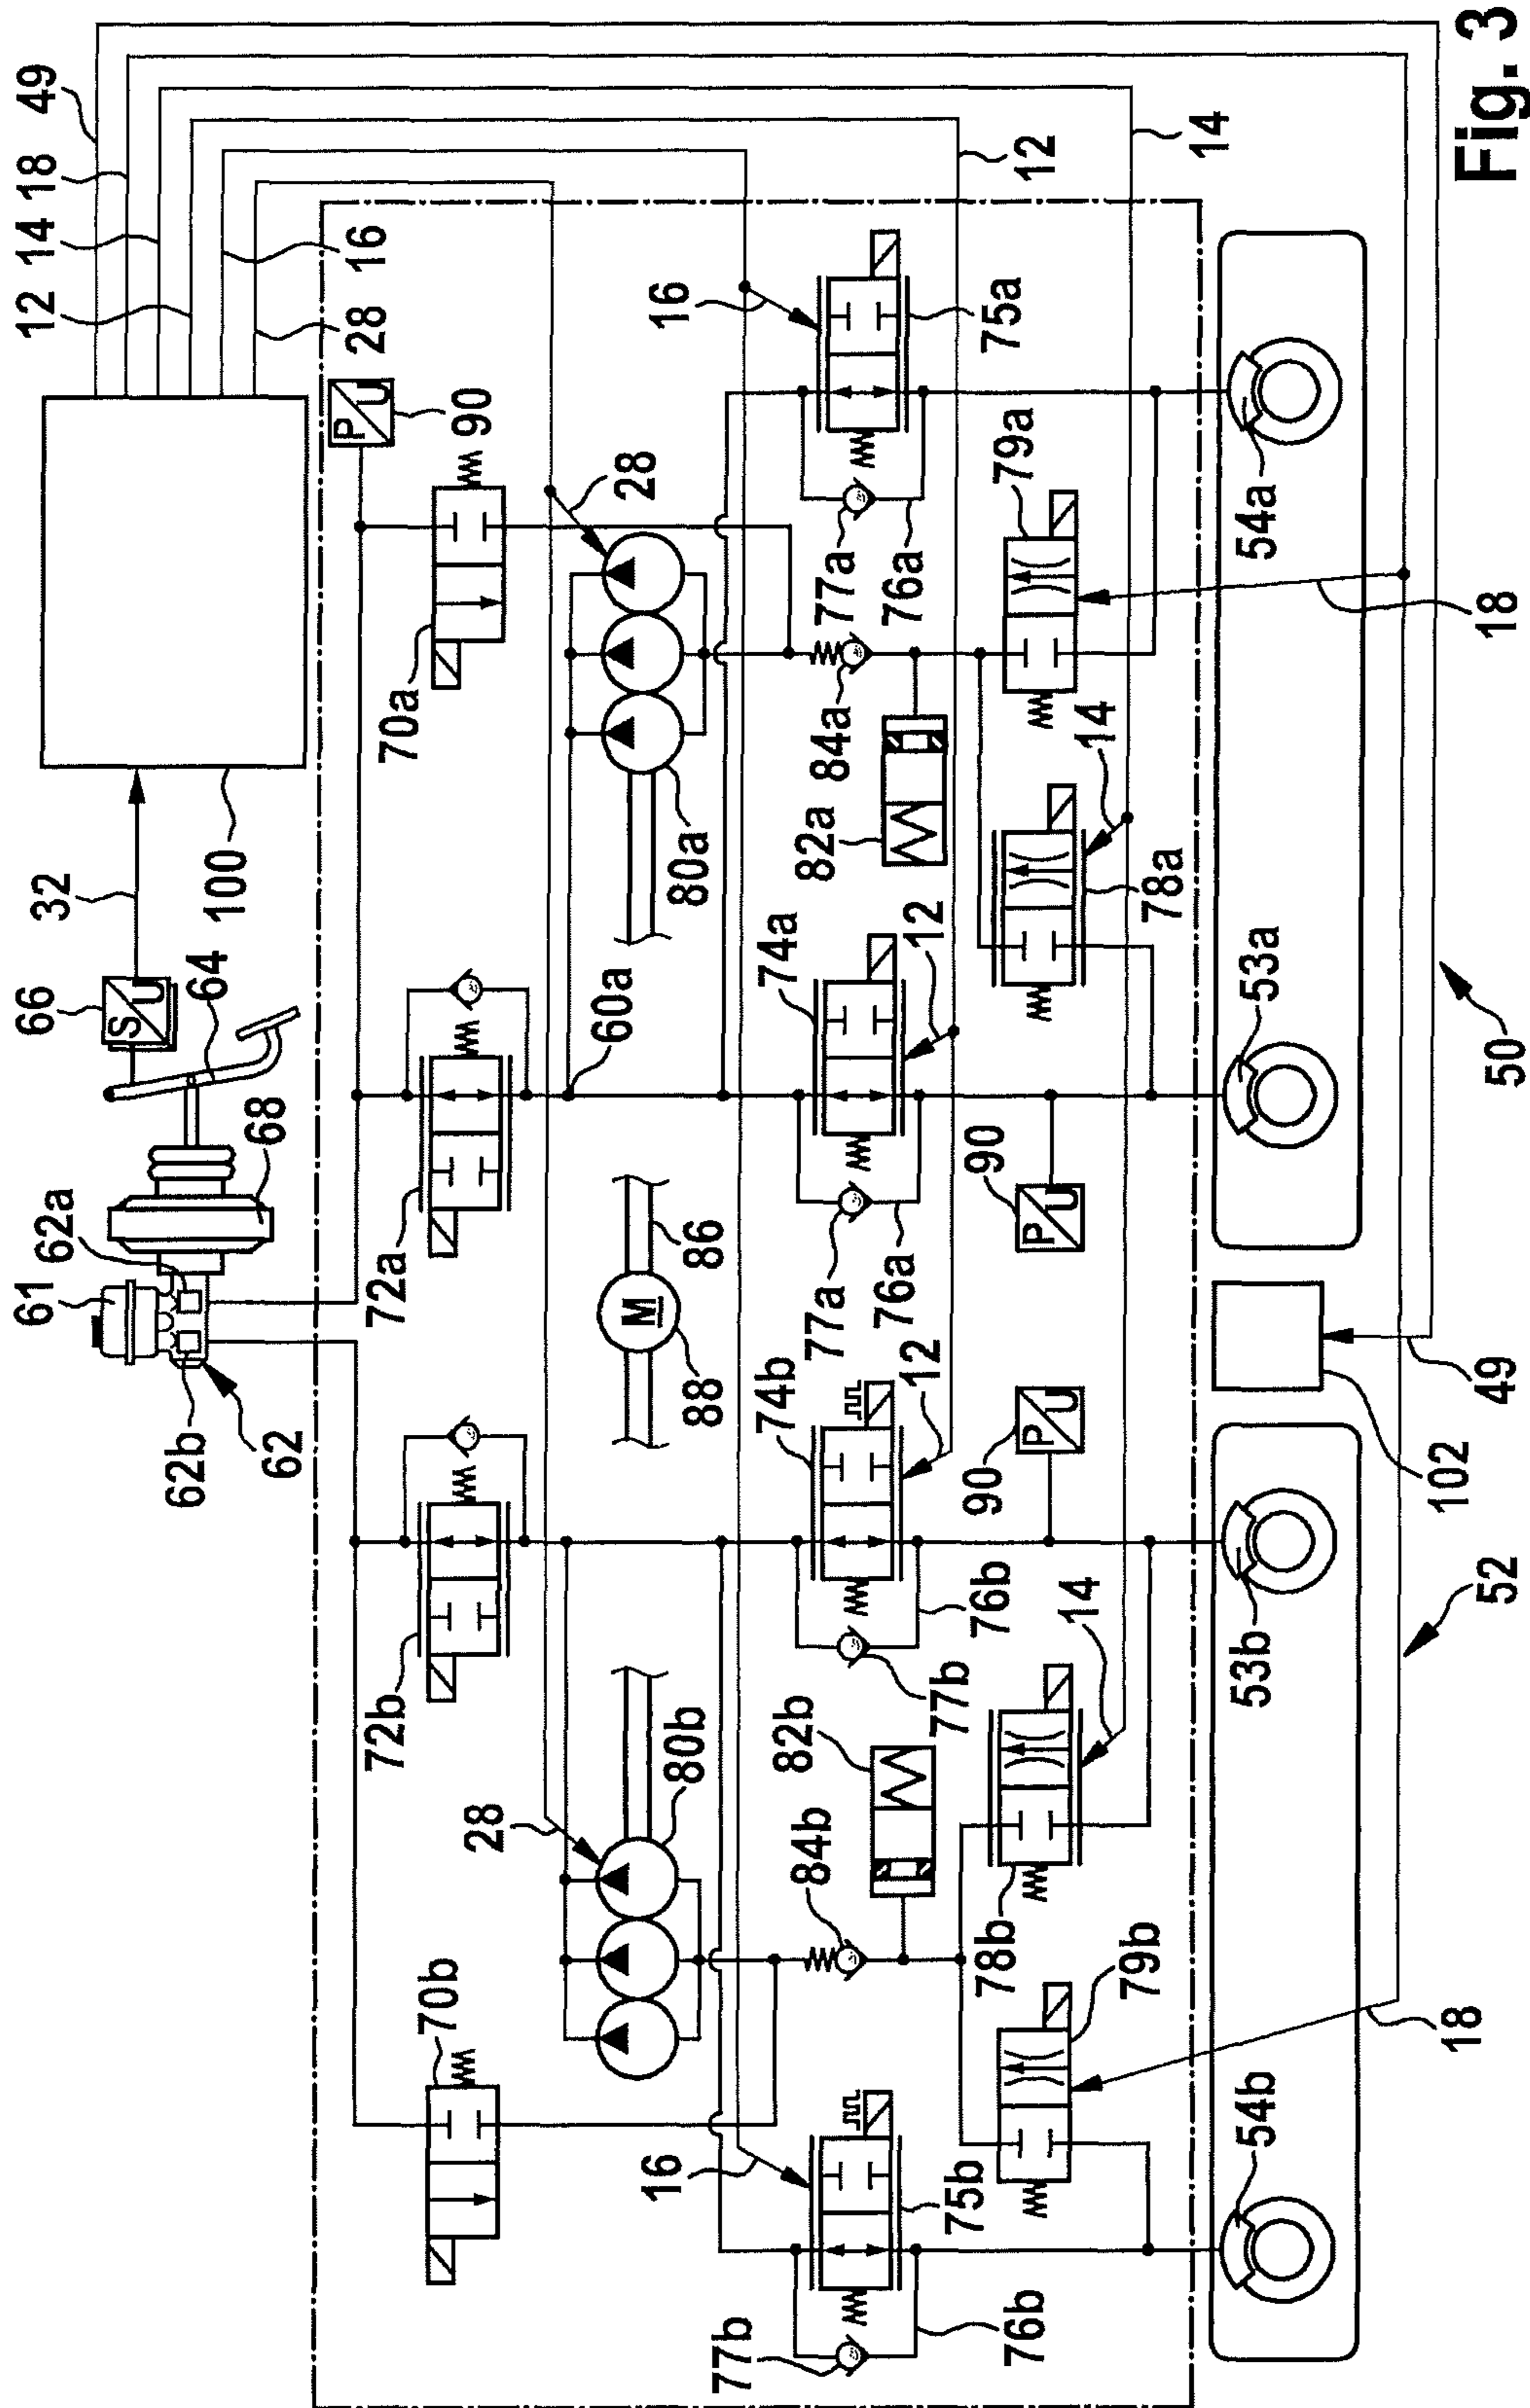 61
66
32
12
14
18
49
62a
S
U
62b
62
68
64
100
16
28
P
U
72b
72a
70a
90
70b
28
60a
28
M
80b
88
86
80a
16
16
77b
84b
82b
74b
77a
74a
82a
84a
77a
12
12
76a
76a
75b
77b
76b
78b
90
90
75a
76b
14
P
U
P
U
14
79a
79b
78a
12
14
54b
53b
53a
54a
18
102
49
18
52
50
Fig. 3